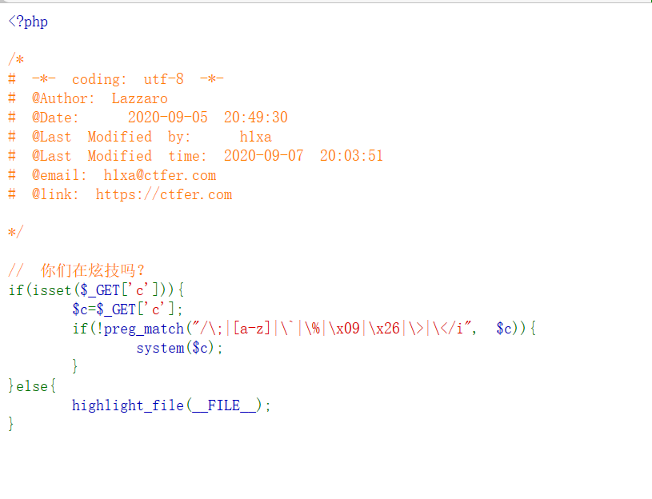 <?php
/*
# -*- coding: utf-8 -*-
# @Author: Lazzaro
# @Date: 2020-09-05 20:49:30
# @Last Modified by: hlxa
# @Last Modified time: 2020-09-07 20:03:51
# @email: hlxa@ctfer.com
# @link: https://ctfer.com
*/
// 你们在炫技吗?
if(isset($_GET['c'])){
$c=$_GET['c'];
if(!preg_match("/\;|[a-z]|\`|\%|\x09|\x26|\>|\</i", $c)){
system($c);
}
}else{
highlight_file(__FILE__);
}